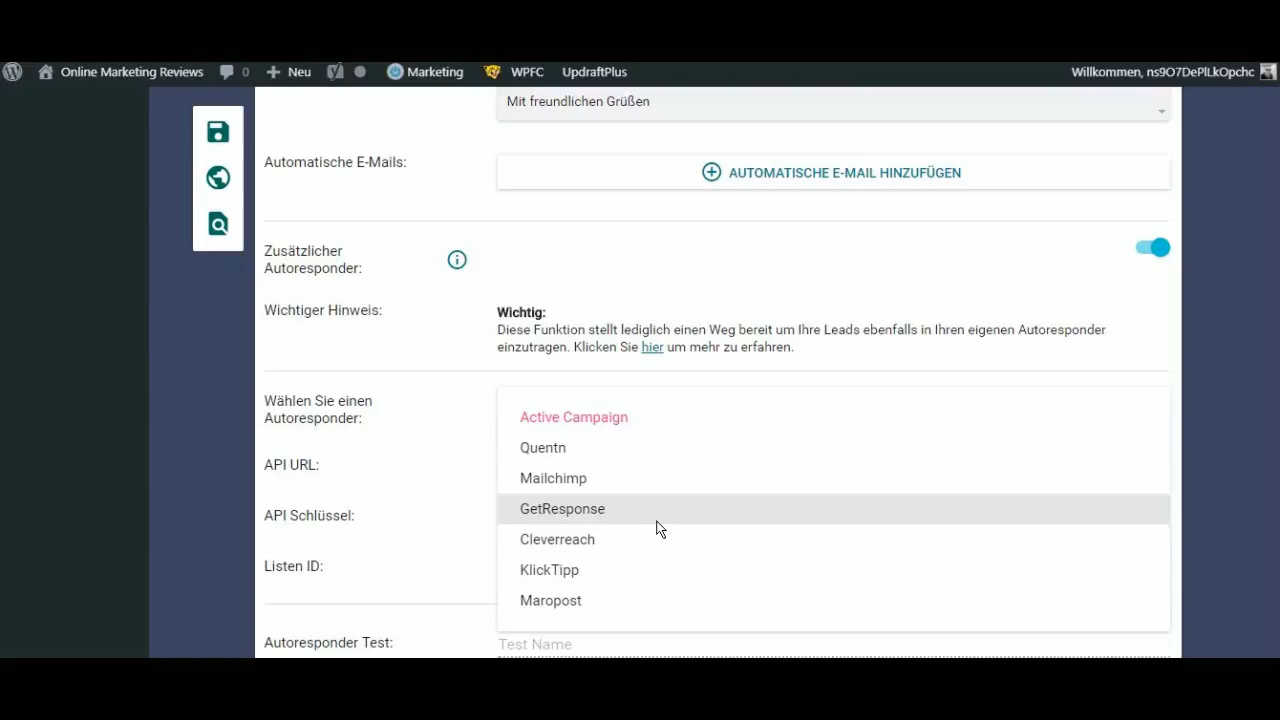 Online Marketing Reviews 0 Neu Marketing WPFC UpdraftPlus Willkommen, ns9O7DePlLkOpchc
Mit freundlichen Grüßen
Automatische E-Mails:
AUTOMATISCHE E-MAIL HINZUFÜGEN
Zusätzlicher
Autoresponder:
Wichtiger Hinweis:
Wichtig:
Diese Funktion stellt lediglich einen Weg bereit um Ihre Leads ebenfalls in Ihren eigenen Autoresponder
einzutragen. Klicken Sie hier um mehr zu erfahren.
Wählen Sie einen
Autoresponder:
API URL:
API Schlüssel:
Listen ID:
Active Campaign
Quentn
Mailchimp
GetResponse
Cleverreach
KlickTipp
Maropost
Autoresponder Test:
Test Name